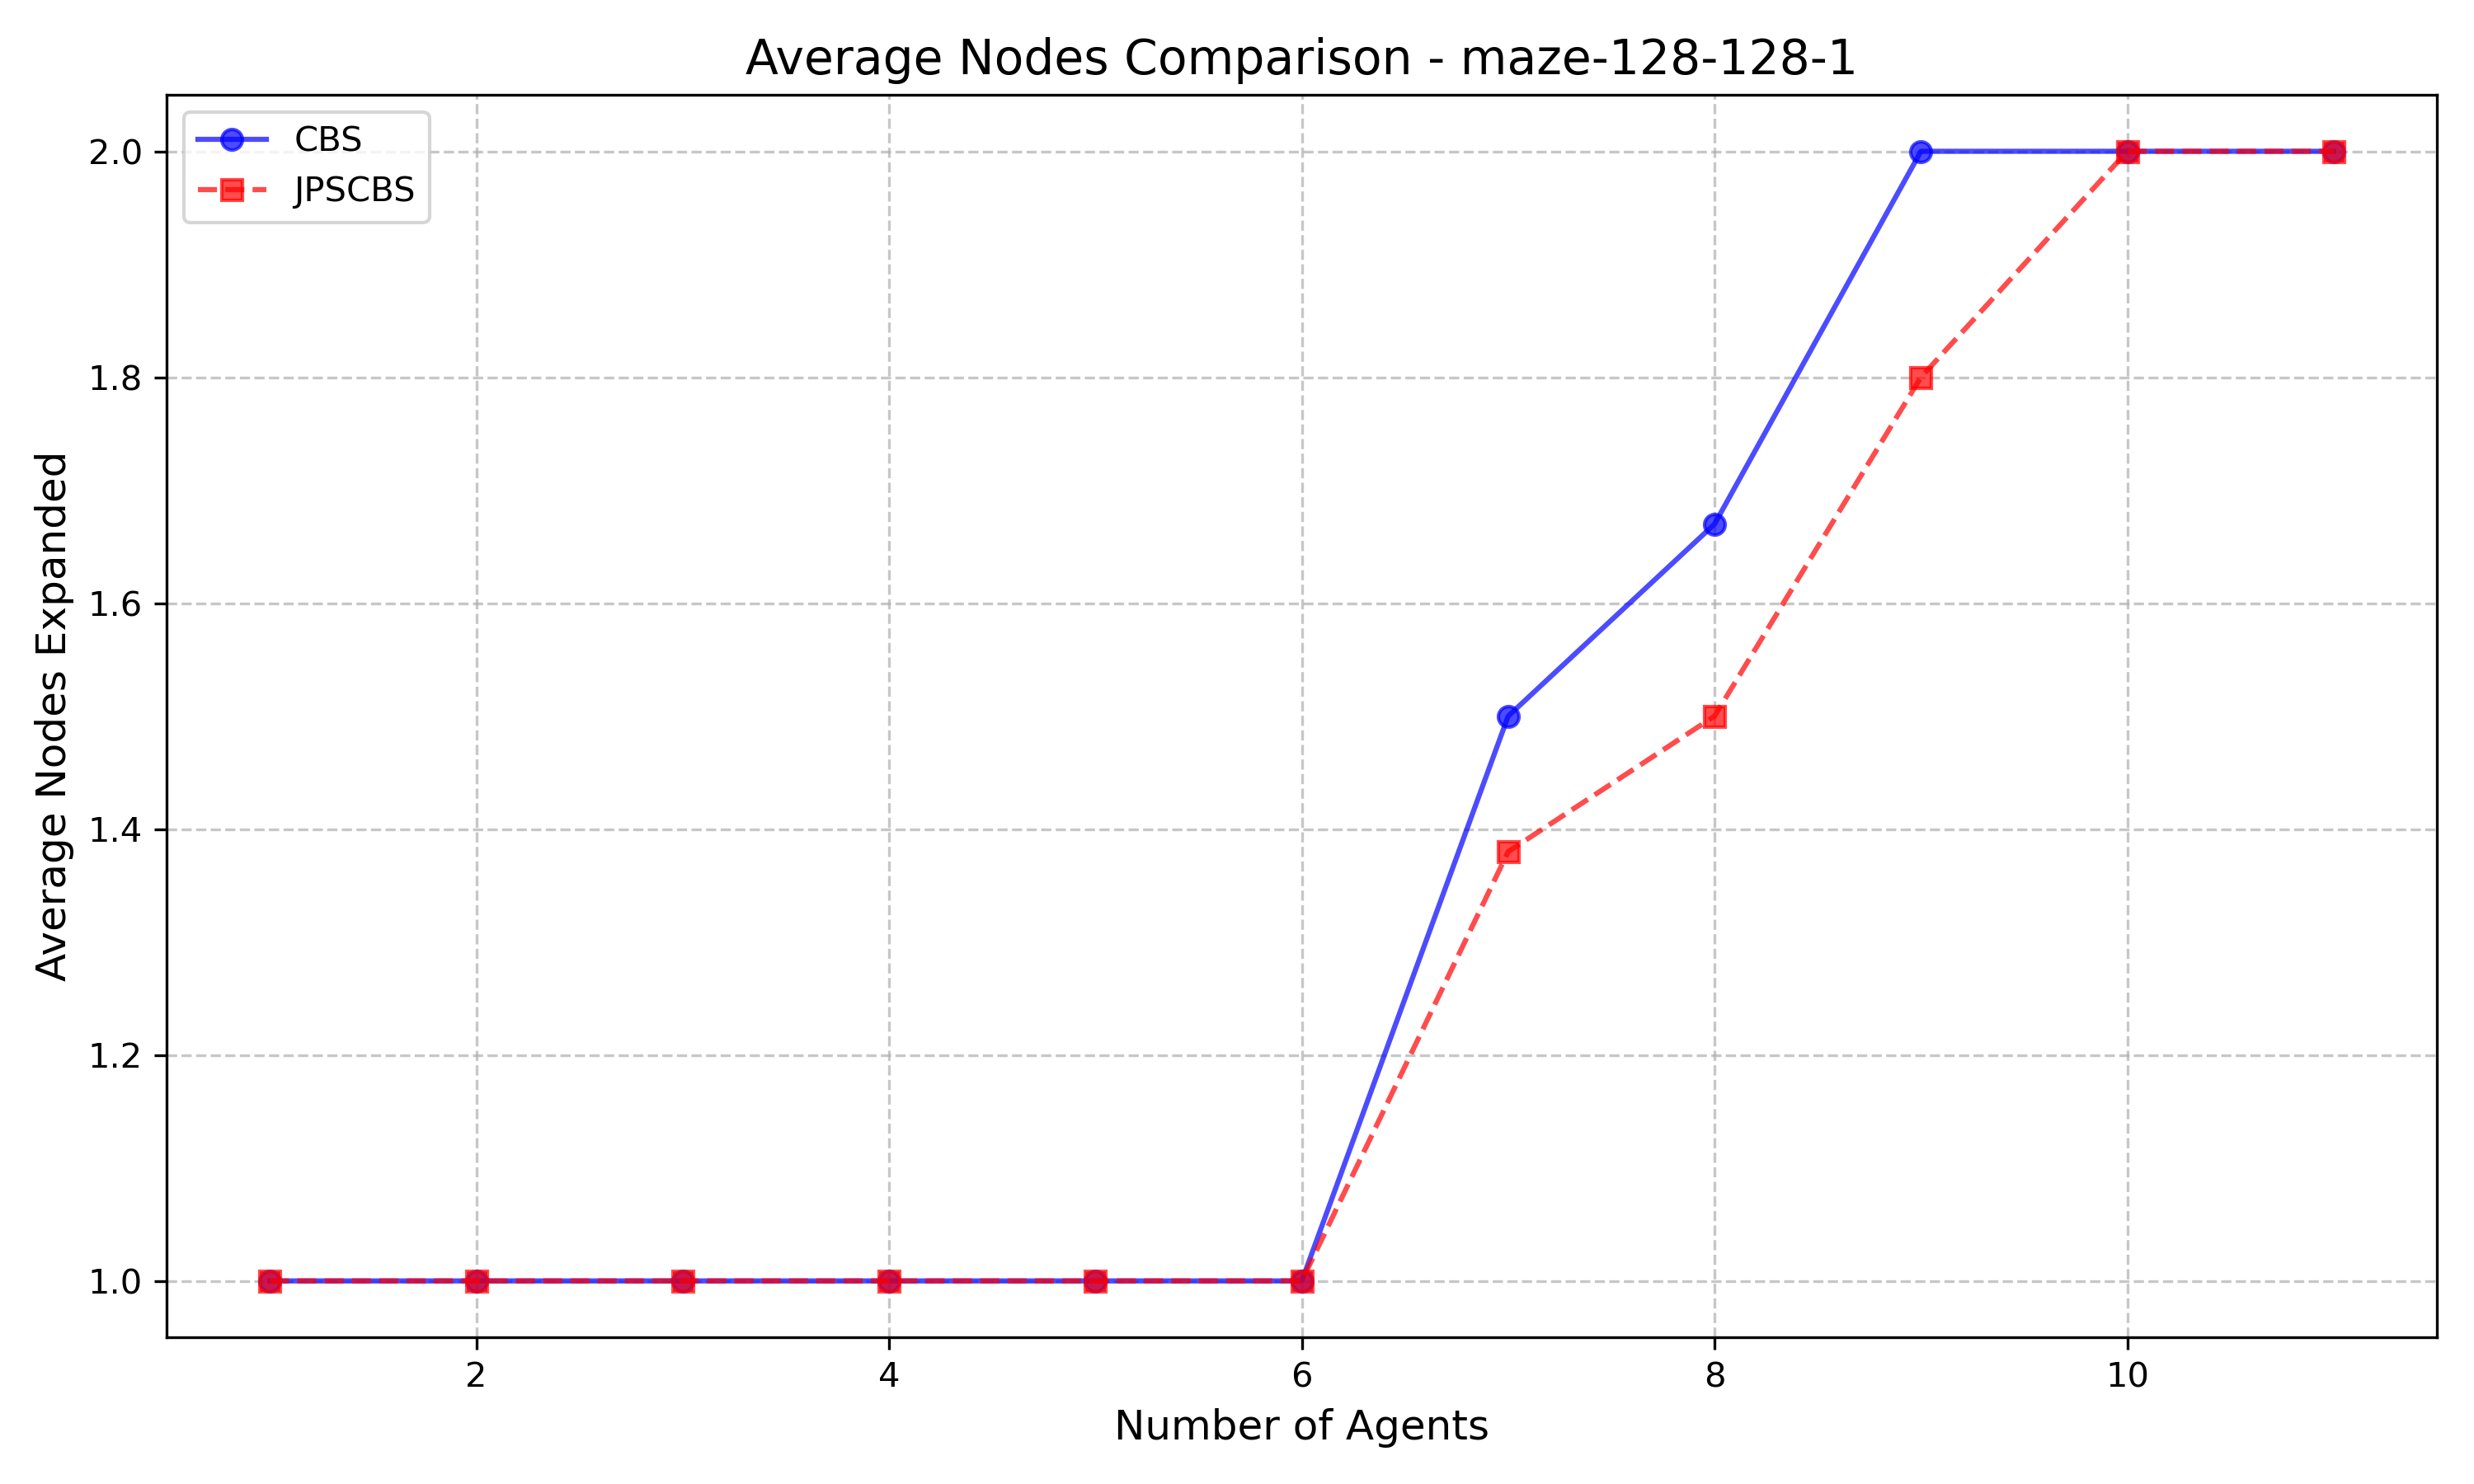 Average Nodes Comparison - maze-128-128-1
CBS
JPSCBS
2.0
1.8
1.6
1.4
1.2
1.0
Average Nodes Expanded
2 4 6 8 10
Number of Agents